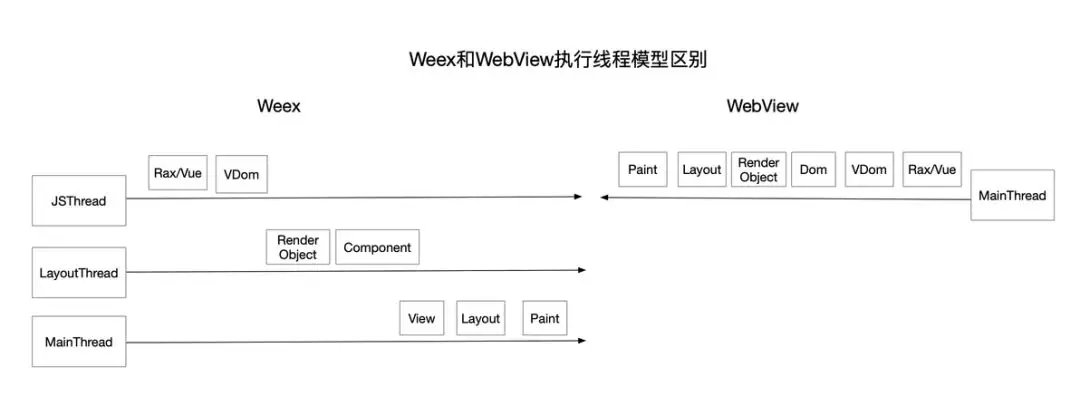 Weex和WebView执行线程模型区别
Weex
WebView
JSThread
Rax/Vue
VDom
LayoutThread
Render
Object
Component
MainThread
View
Layout
Paint
Paint
Layout
Render
Object
Dom
VDom
Rax/Vue
MainThread